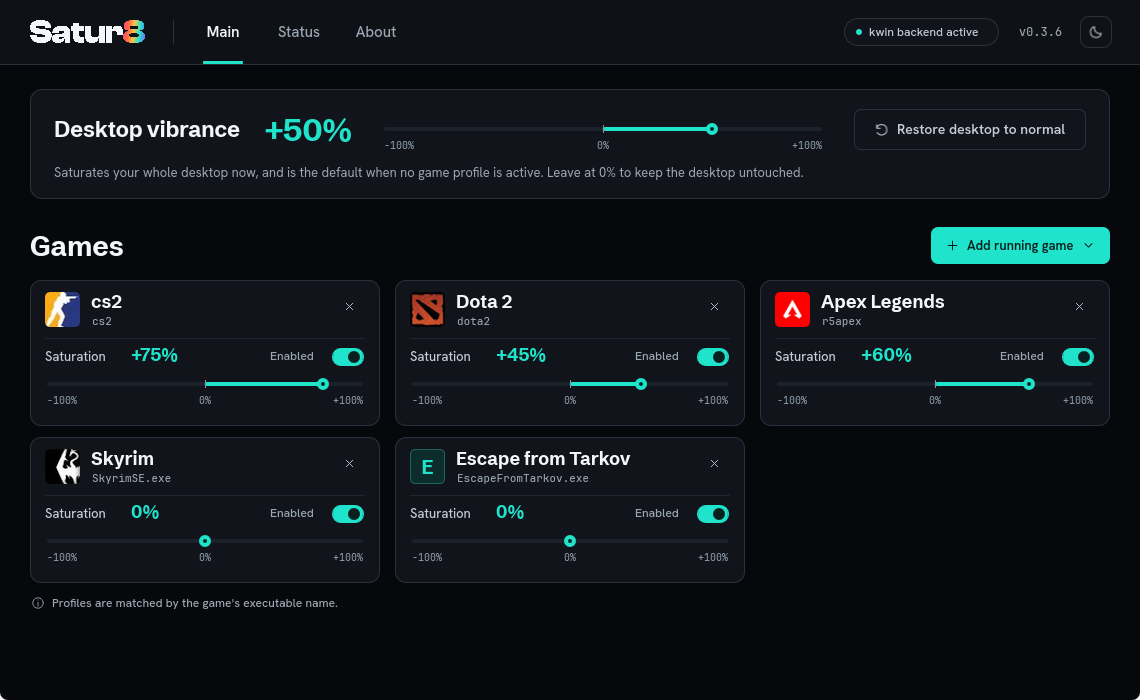 Satur8
Main
Status
About
kwin backend active
v0.3.6
Desktop vibrance
+50%
-100%
0%
+100%
Restore desktop to normal
Saturates your whole desktop now, and is the default when no game profile is active. Leave at 0% to keep the desktop untouched.
Games
Add running game
cs2
cs2
Saturation
+75%
Enabled
-100%
0%
+100%
Dota 2
dota2
Saturation
+45%
Enabled
-100%
0%
+100%
Apex Legends
r5apex
Saturation
+60%
Enabled
-100%
0%
+100%
Skyrim
SkyrimSE.exe
Saturation
0%
Enabled
-100%
0%
+100%
E
Escape from Tarkov
EscapeFromTarkov.exe
Saturation
0%
Enabled
-100%
0%
+100%
Profiles are matched by the game's executable name.